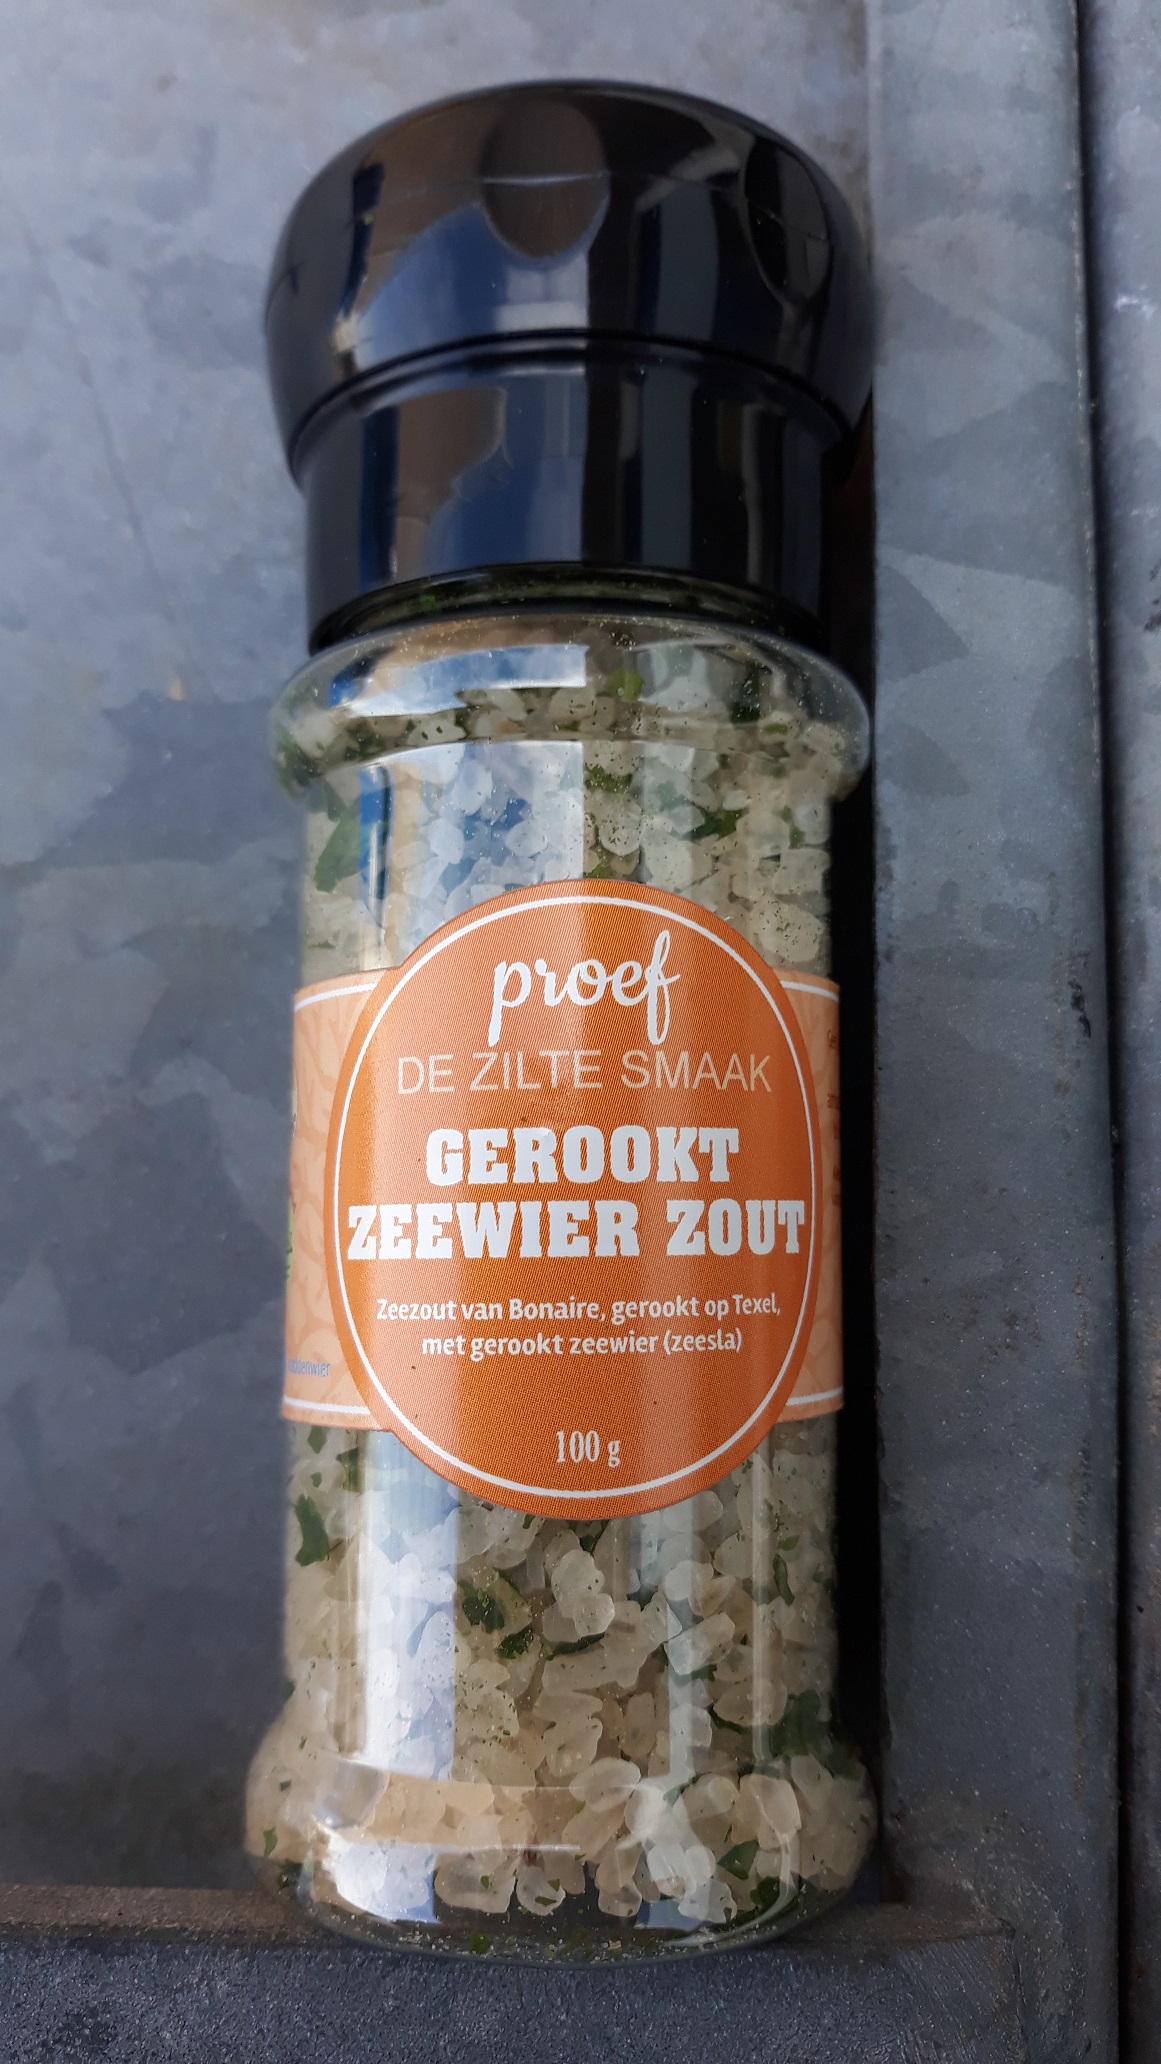 proef
DE ZILTE SMAAK
GEROOKT
ZEEWIER ZOUT
Zeezout van Bonaire, gerookt op Texel,
met gerookt zeewier (zeesla)
100 g